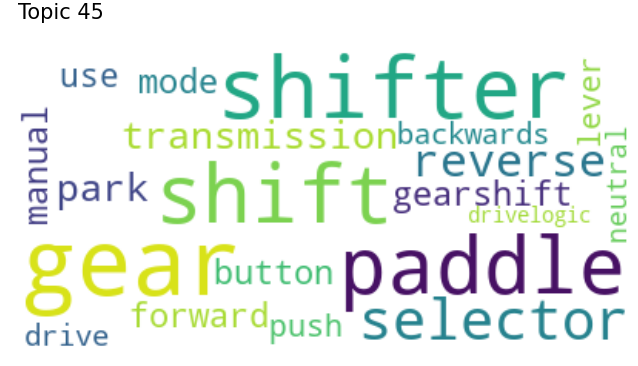 Topic 45
use mode shifter lever
manual transmission backwards neutral
park shift reverse
gearshift
drivelogic
gear button paddle
forward push selector
drive